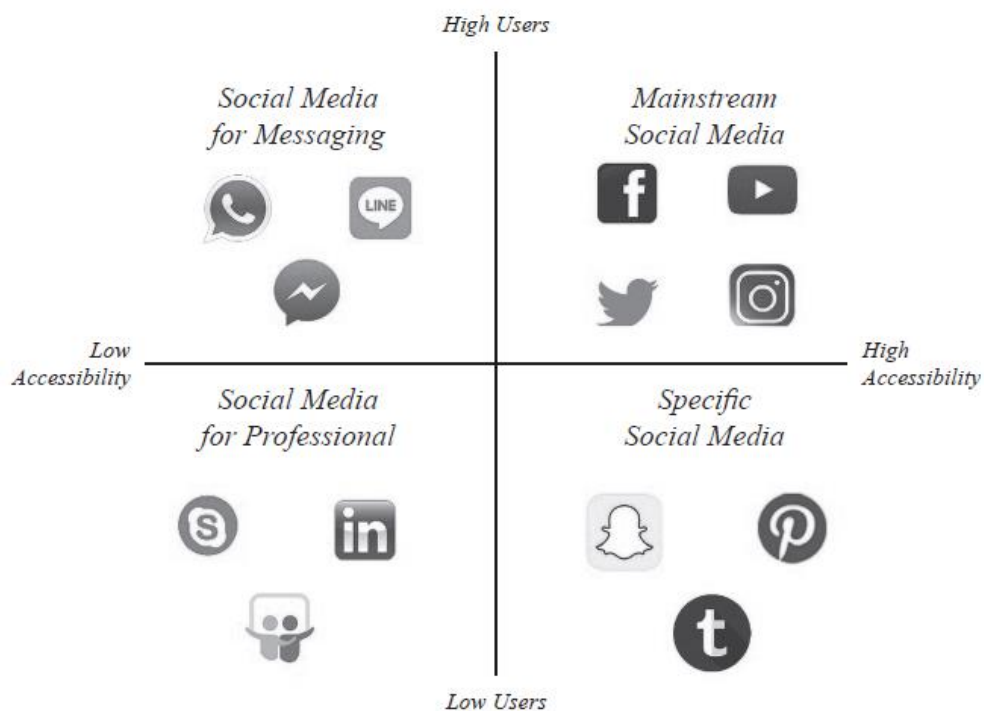 High Users
Social Media
for Messaging
Mainstream
Social Media
LINE
f
Low
Accessibility
High
Accessibility
Social Media
for Professional
Specific
Social Media
S
in
t
Low Users